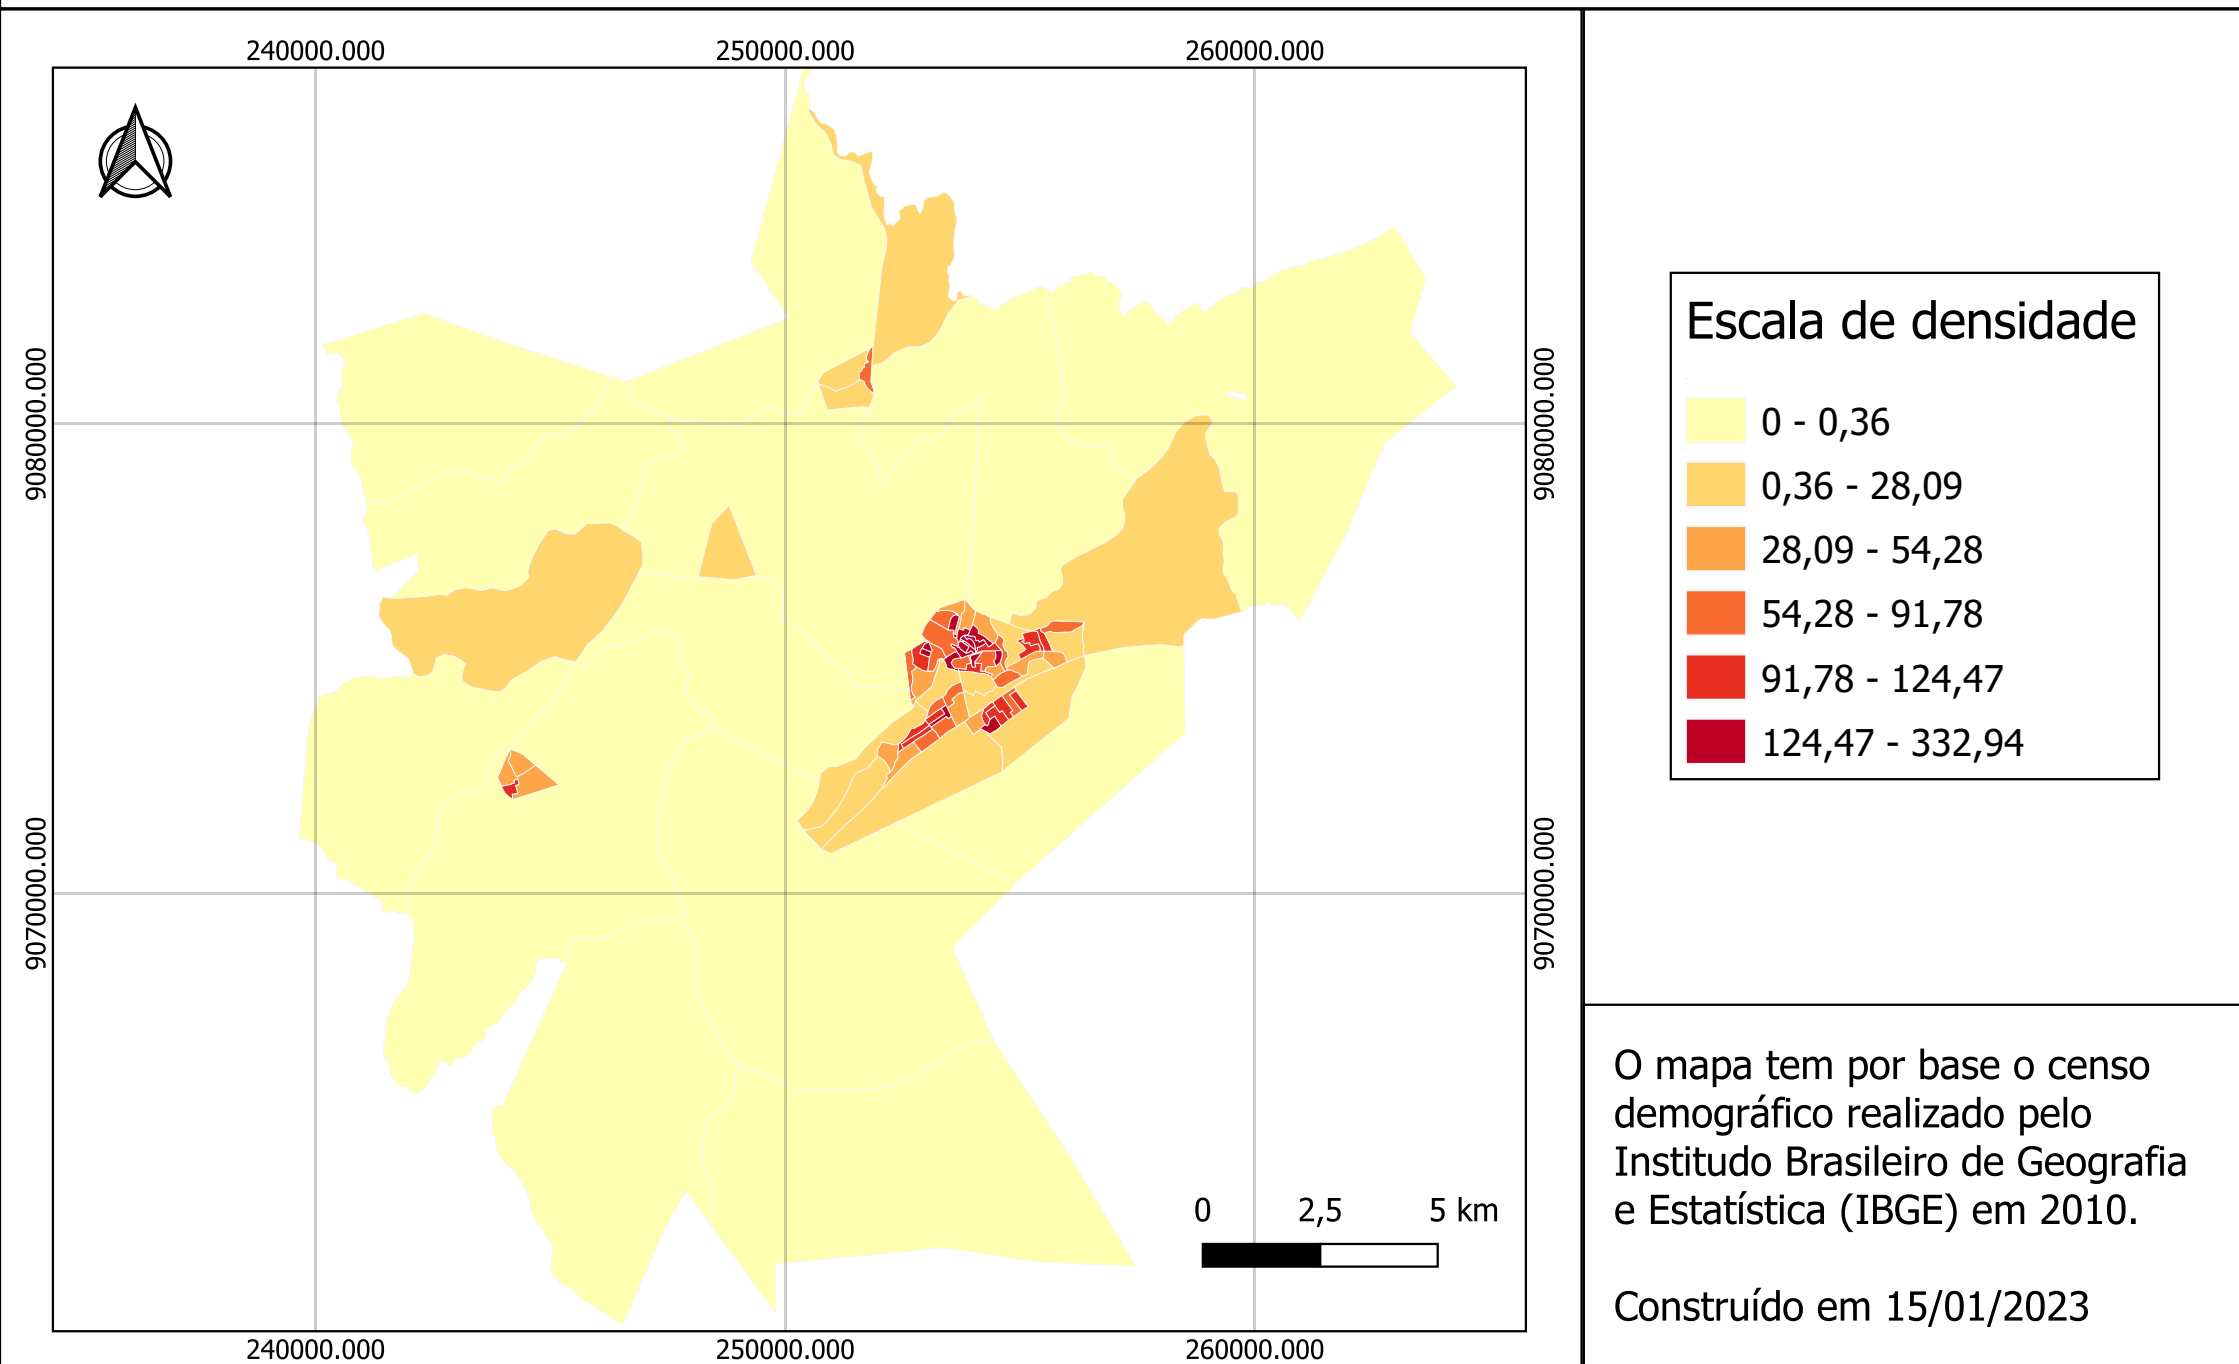 240000.000 250000.000 260000.000
9080000.000 9080000.000
9070000.000 9070000.000
0 2,5 5 km
240000.000 250000.000 260000.000
Escala de densidade
0 - 0,36
0,36 - 28,09
28,09 - 54,28
54,28 - 91,78
91,78 - 124,47
124,47 - 332,94
O mapa tem por base o censo
demográfico realizado pelo
Institudo Brasileiro de Geografia
e Estatística (IBGE) em 2010.
Construído em 15/01/2023